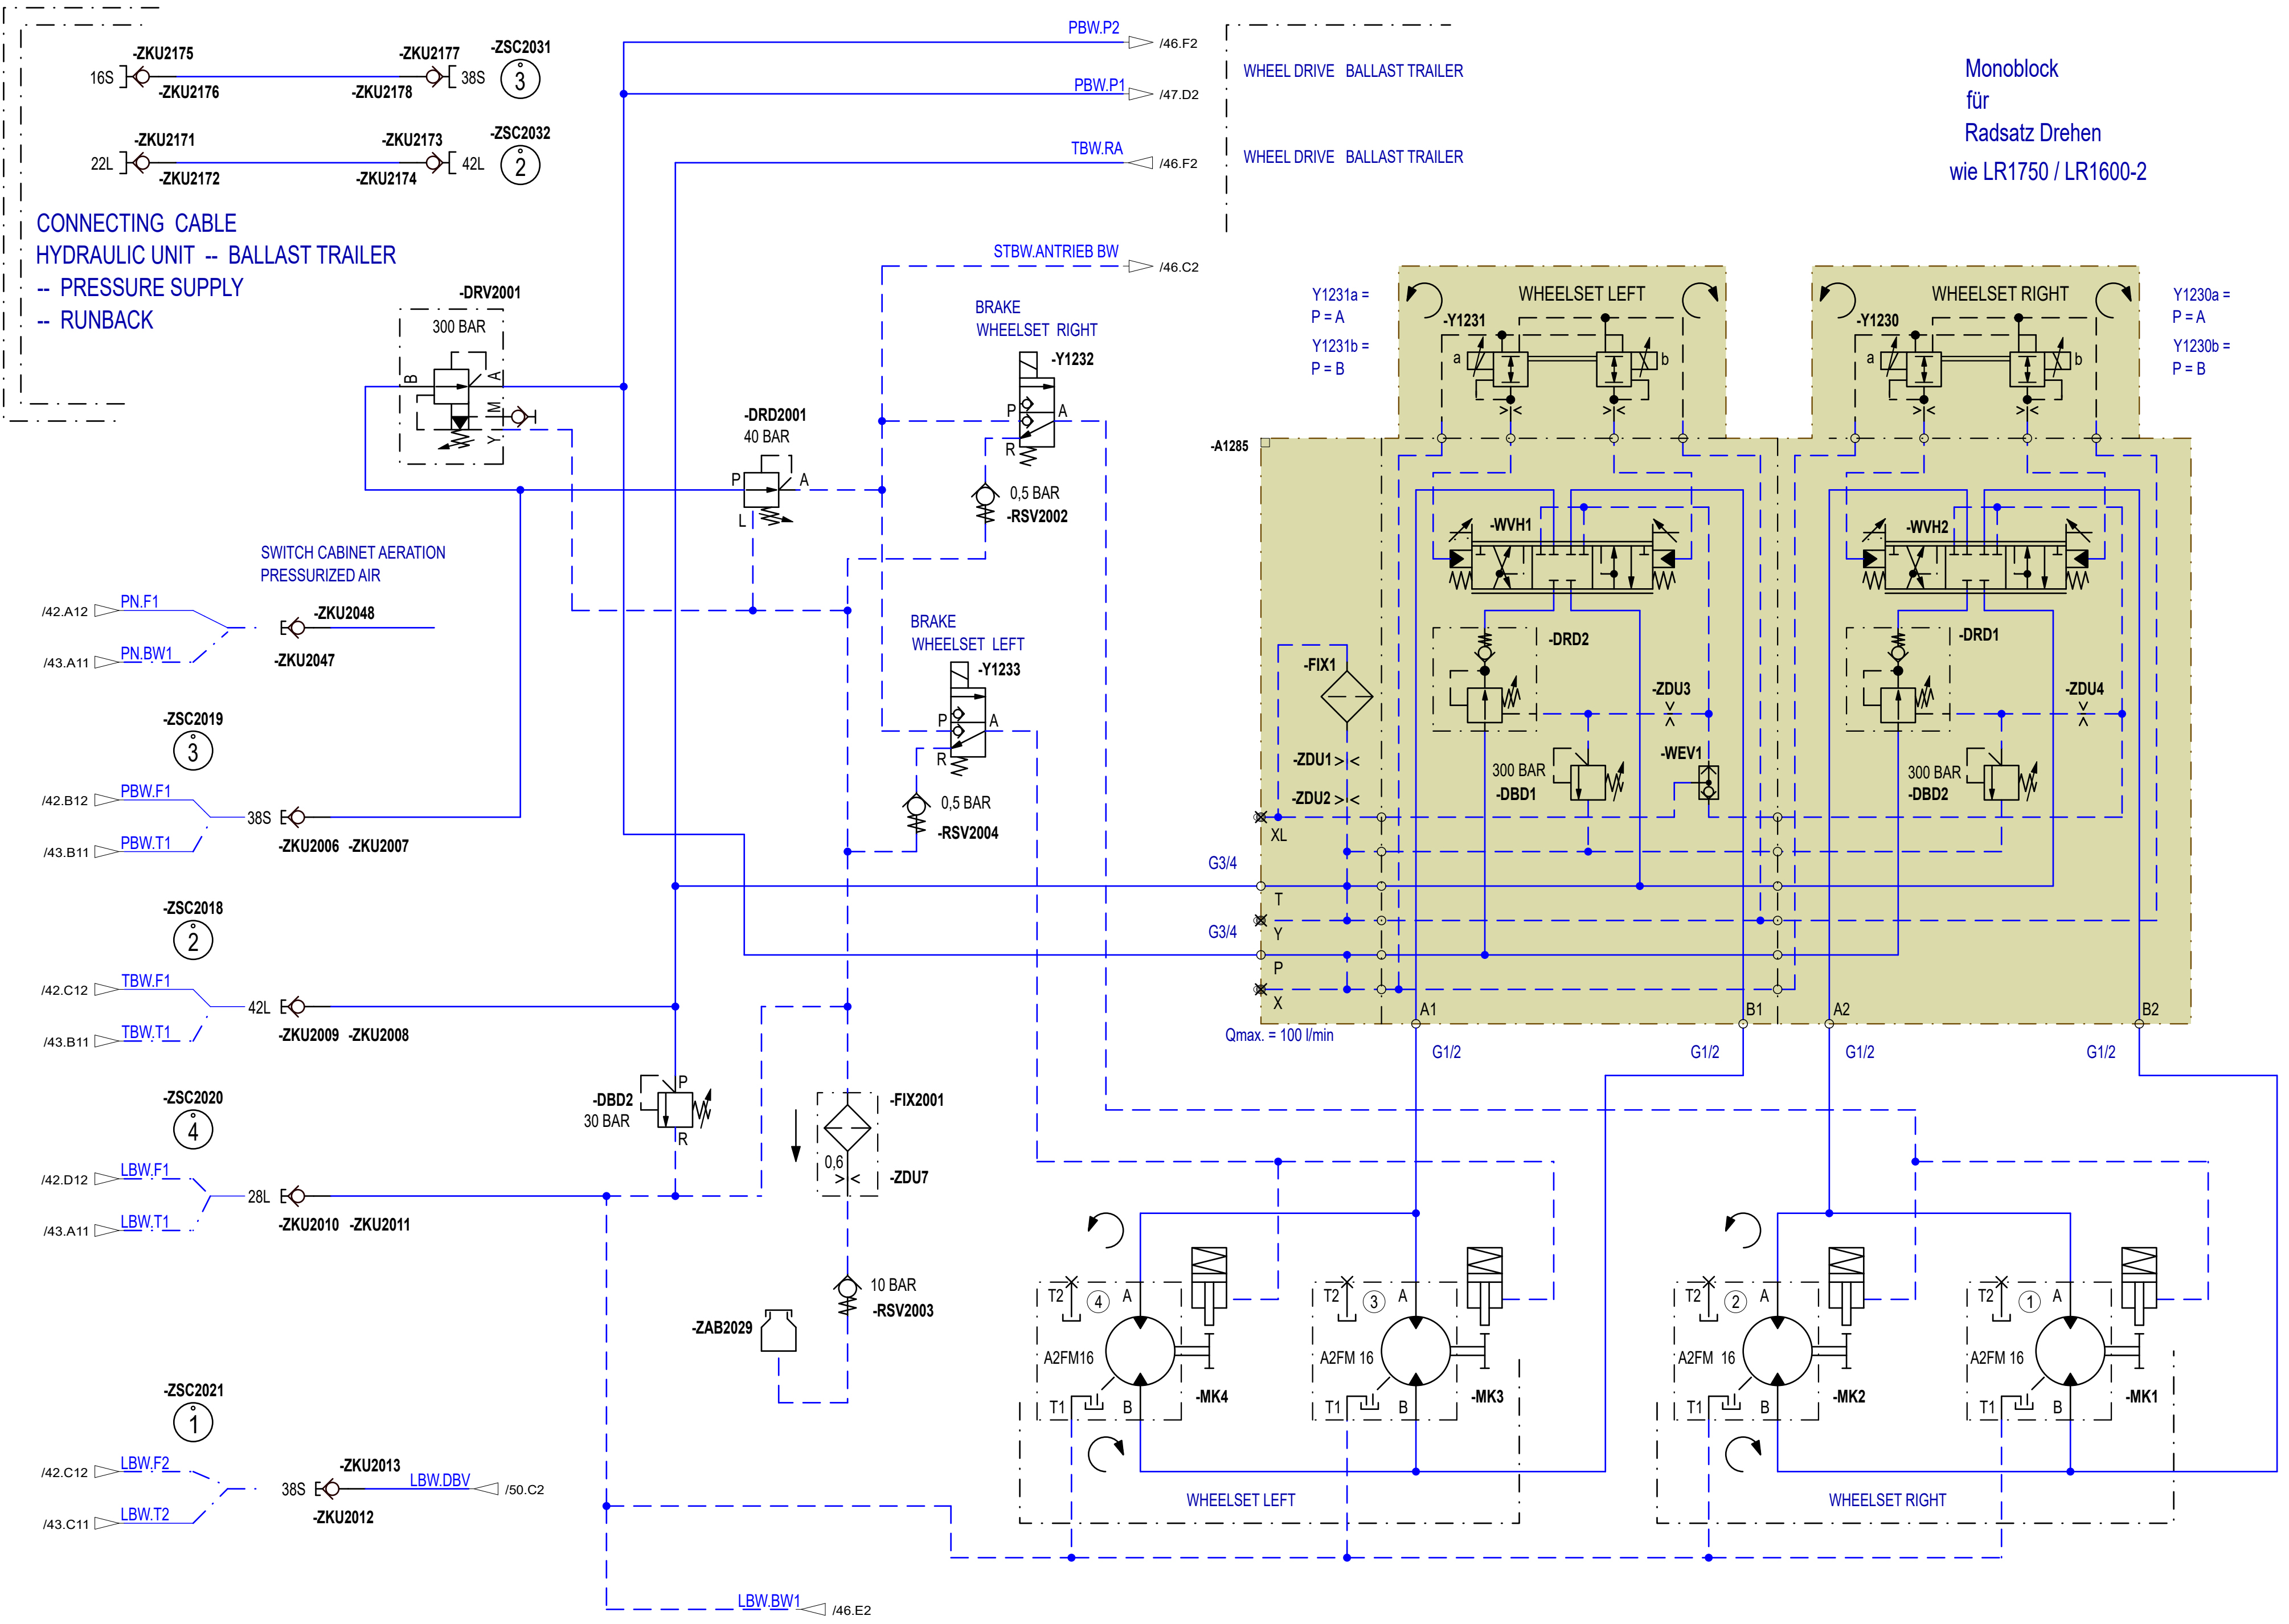 -ZKU2175
-ZKU2177
-ZSC2031
16S
38S
3
-ZKU2176
-ZKU2178
-ZKU2171
-ZKU2173
-ZSC2032
22L
42L
2
-ZKU2172
-ZKU2174
CONNECTING CABLE
HYDRAULIC UNIT -- BALLAST TRAILER
-- PRESSURE SUPPLY
-- RUNBACK
PBW.P2
/46.F2
PBW.P1
/47.D2
TBW.RA
/46.F2
STBW.ANTRIEB BW
/46.C2
WHEEL DRIVE BALLAST TRAILER
WHEEL DRIVE BALLAST TRAILER
Monoblock
für
Radsatz Drehen
wie LR1750 / LR1600-2
-DRV2001
300 BAR
B
A
M
Y
-DRD2001
40 BAR
P
A
L
BRAKE
WHEELSET RIGHT
-Y1232
P
A
R
0,5 BAR
-RSV2002
BRAKE
WHEELSET LEFT
-Y1233
P
A
R
0,5 BAR
-RSV2004
Y1231a =
P = A
Y1231b =
P = B
WHEELSET LEFT
-Y1231
a
b
WHEELSET RIGHT
-Y1230
a
b
Y1230a =
P = A
Y1230b =
P = B
-A1285
-WVH1
-WVH2
-FIX1
-DRD2
-DRD1
-ZDU3
-ZDU4
-ZDU1
-ZDU2
300 BAR
-DBD1
-WEV1
300 BAR
-DBD2
XL
G3/4
T
Y
G3/4
P
X
A1
B1
A2
B2
Qmax. = 100 l/min
G1/2
G1/2
G1/2
G1/2
SWITCH CABINET AERATION
PRESSURIZED AIR
/42.A12
PN.F1
-ZKU2048
/43.A11
PN.BW1
-ZKU2047
-ZSC2019
3
/42.B12
PBW.F1
38S
/43.B11
PBW.T1
-ZKU2006 -ZKU2007
-ZSC2018
2
/42.C12
TBW.F1
42L
/43.B11
TBW.T1
-ZKU2009 -ZKU2008
-ZSC2020
4
/42.D12
LBW.F1
28L
/43.A11
LBW.T1
-ZKU2010 -ZKU2011
-DBD2
30 BAR
P
R
-FIX2001
0,6
-ZDU7
10 BAR
-RSV2003
-ZAB2029
-ZSC2021
1
/42.C12
LBW.F2
38S
-ZKU2013
LBW.DBV
/50.C2
/43.C11
LBW.T2
-ZKU2012
LBW.BW1
/46.E2
T2
4
A
A2FM16
T1
B
-MK4
T2
3
A
A2FM 16
T1
B
-MK3
WHEELSET LEFT
T2
2
A
A2FM 16
T1
B
-MK2
T2
1
A
A2FM 16
T1
B
-MK1
WHEELSET RIGHT